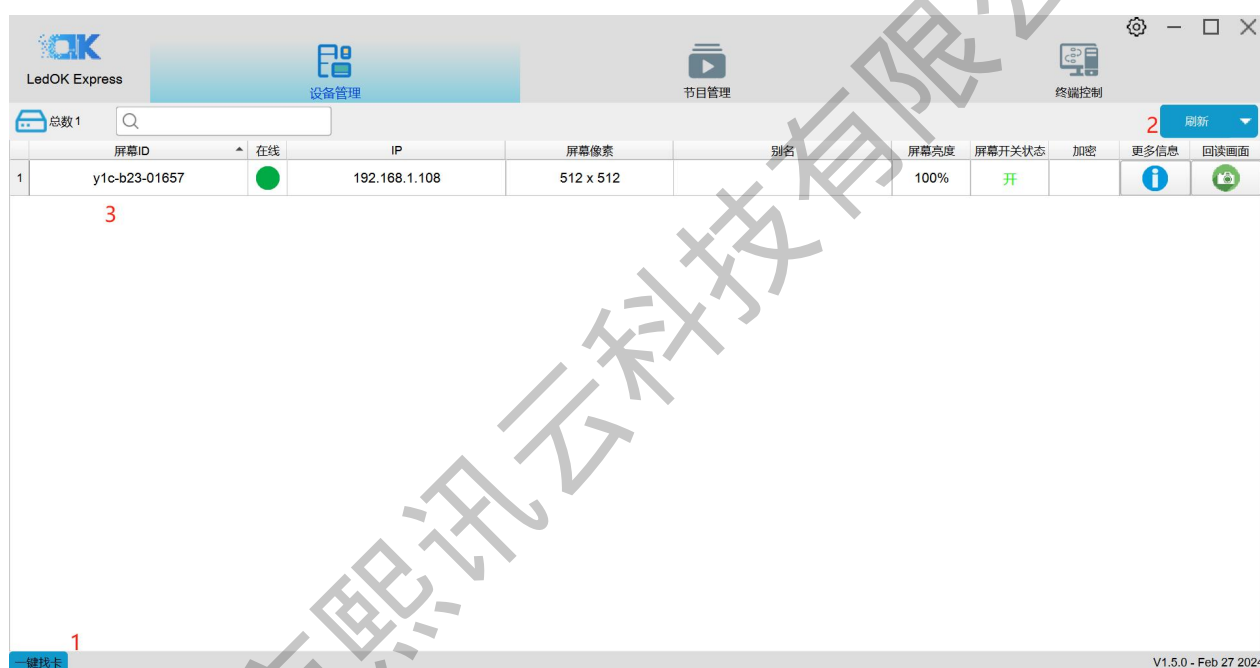 LedOK Express
设备管理
节目管理
终端控制
总数 1
2
刷新
屏幕ID 在线 IP 屏幕像素 别名 屏幕亮度 屏幕开关状态 加密 更多信息 回读画面
1 y1c-b23-01657 192.168.1.108 512 x 512 100% 开
3
1
一键找卡
V1.5.0 - Feb 27 202
熙讯云科技有限公